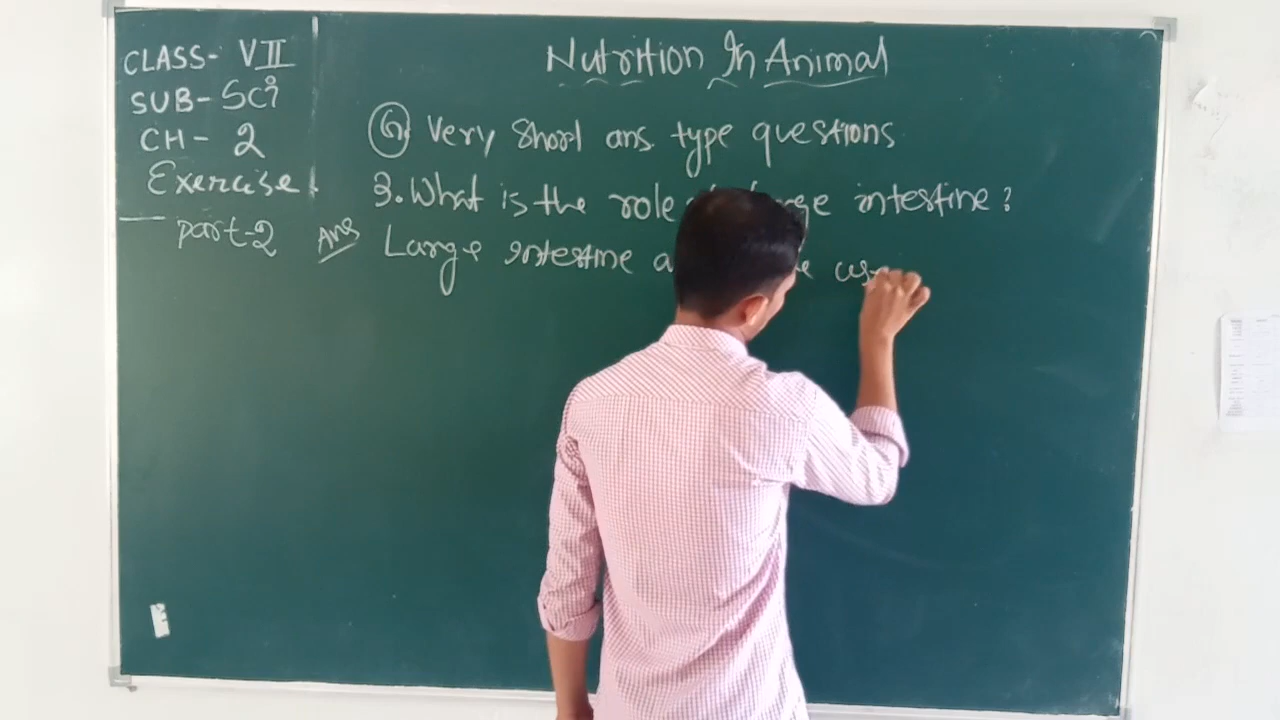 CLASS- VII
SUB- Sci
CH- 2
Exercise.
part-2
Nutrition In Animal
Very Short ans. type questions
3. What is the role intestine?
Ans Large intestine